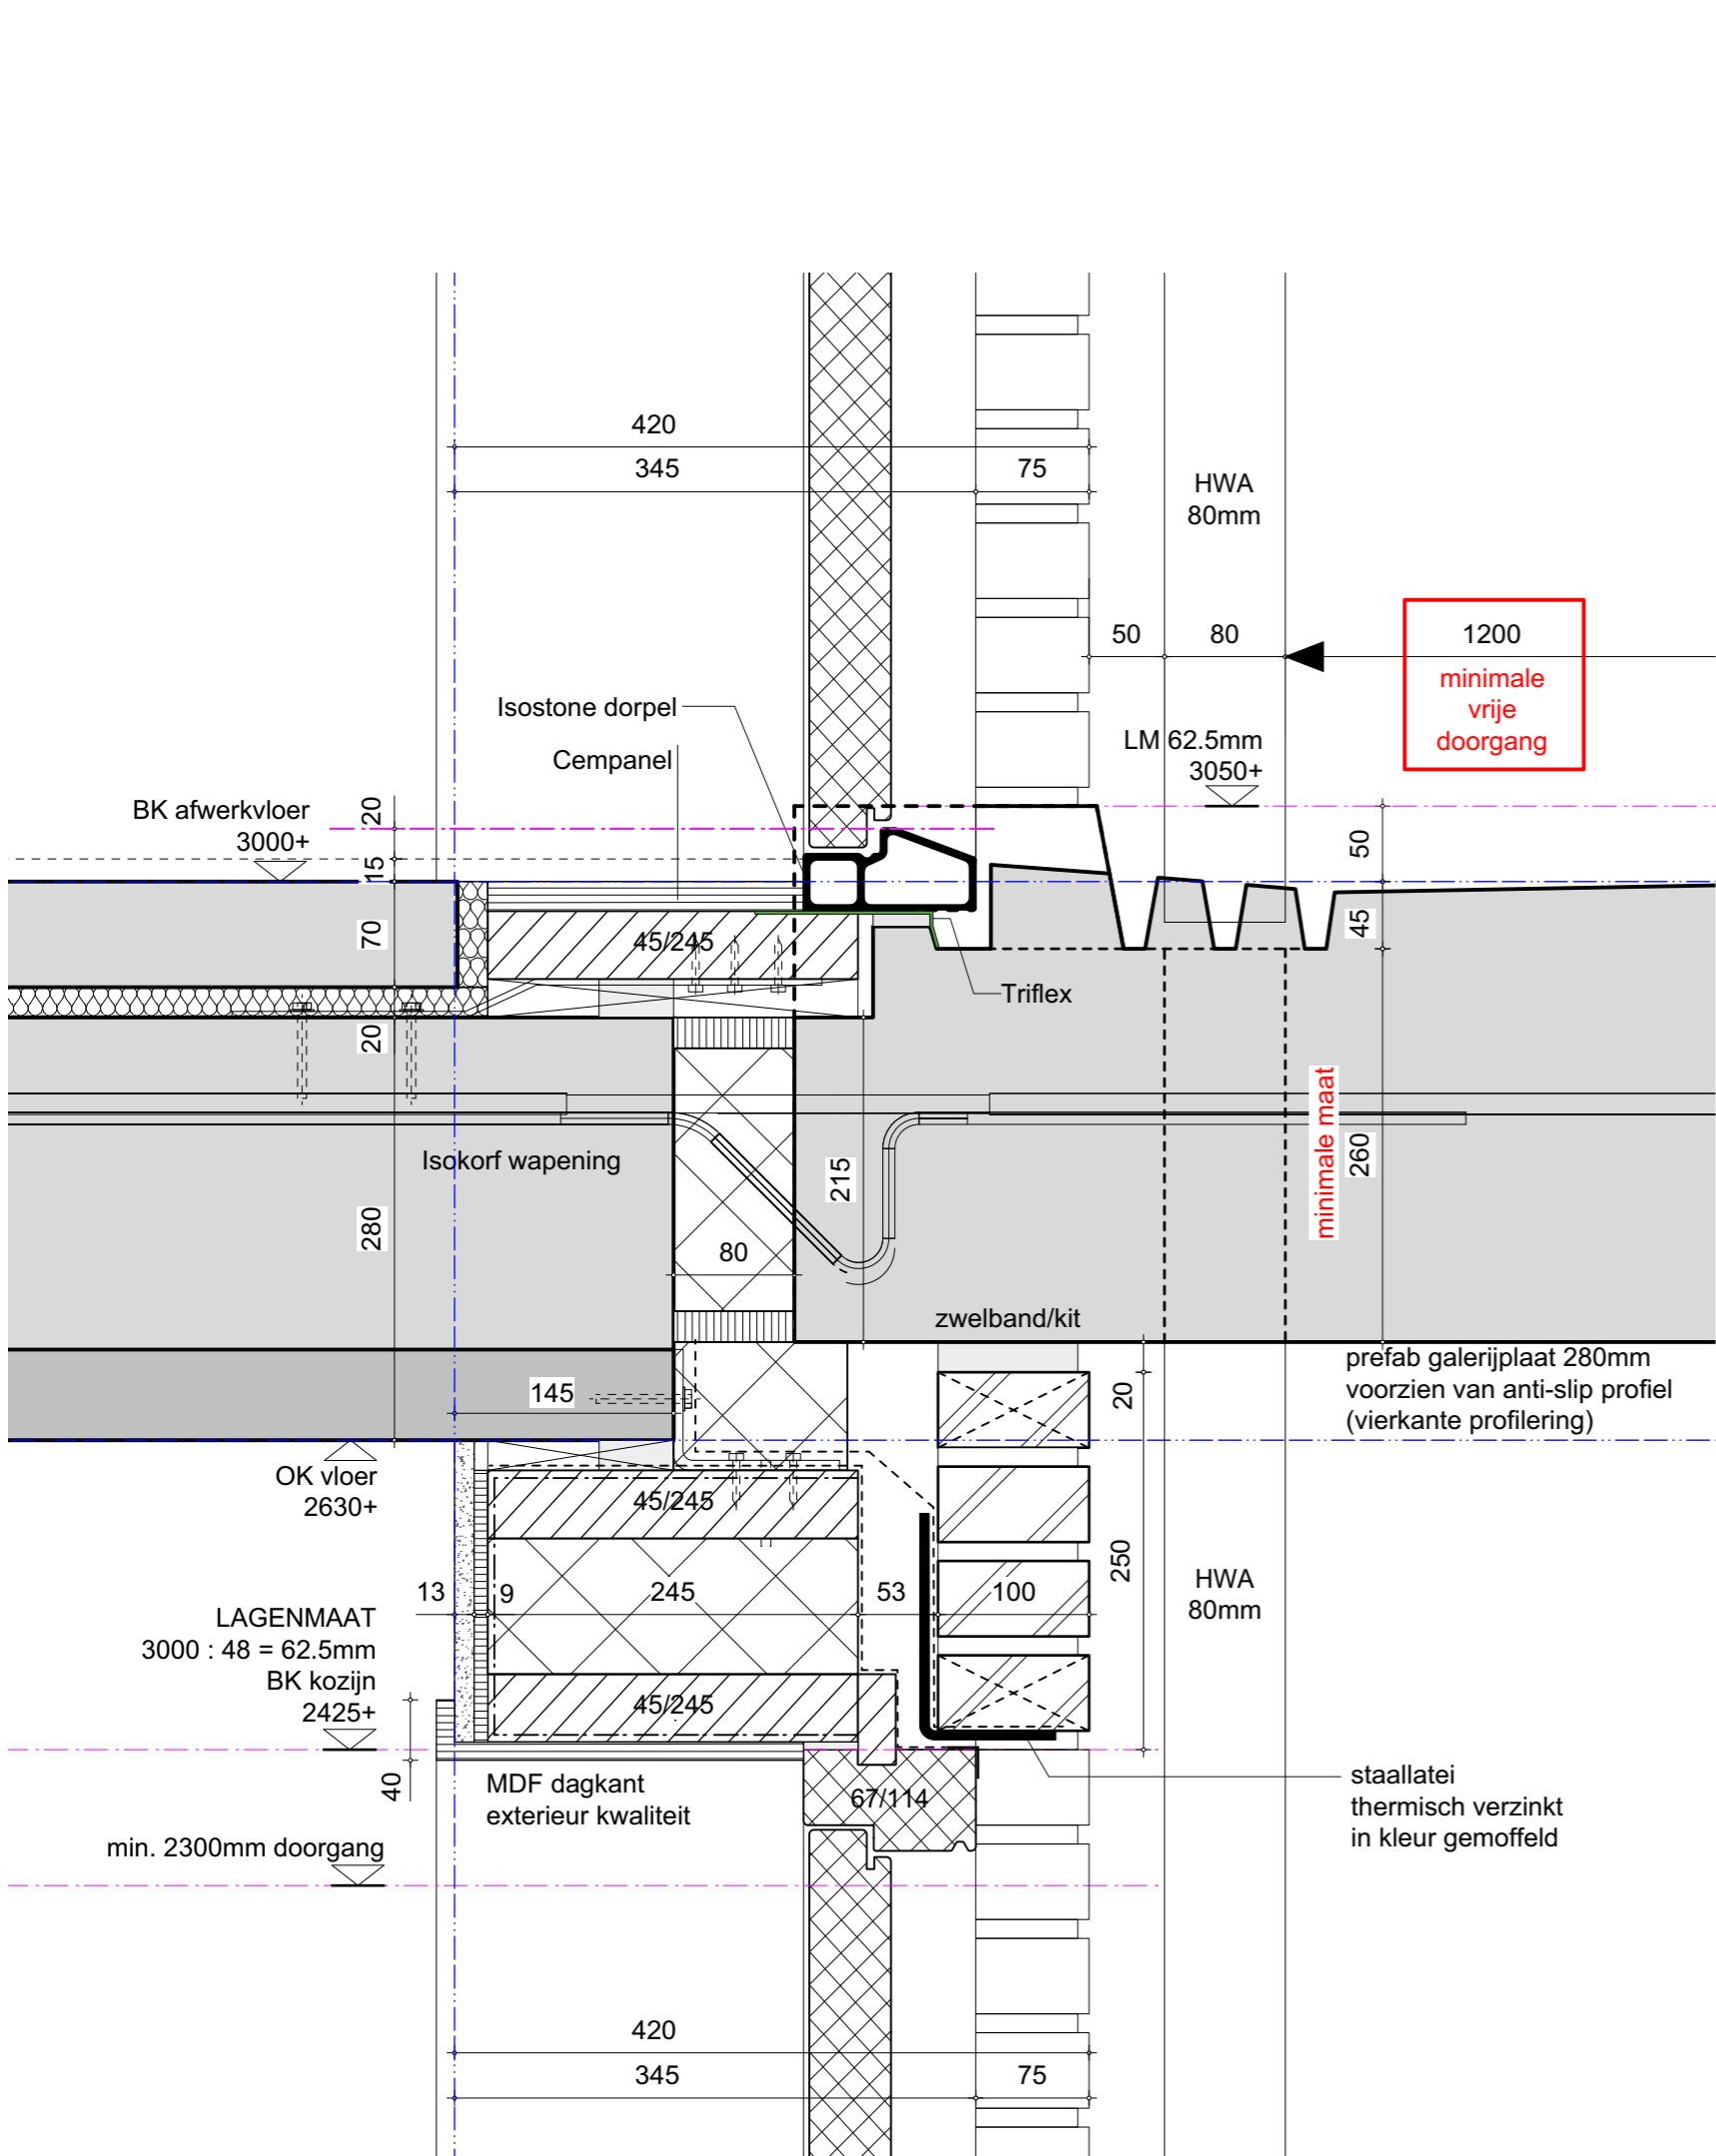 420
345
75
HWA
80mm
50
80
1200
minimale
vrije
doorgang
Isostone dorpel
Cempanel
LM 62.5mm
3050+
BK afwerkvloer
3000+
20
15
70
20
280
50
45
45/245
Triflex
minimale maat
260
215
Isokorf wapening
80
zwelband/kit
prefab galerijplaat 280mm
voorzien van anti-slip profiel
(vierkante profilering)
145
20
OK vloer
2630+
45/245
250
13
9
245
53
100
HWA
80mm
LAGENMAAT
3000 : 48 = 62.5mm
BK kozijn
2425+
45/245
40
MDF dagkant
exterieur kwaliteit
67/114
staallatei
thermisch verzinkt
in kleur gemoffeld
min. 2300mm doorgang
420
345
75